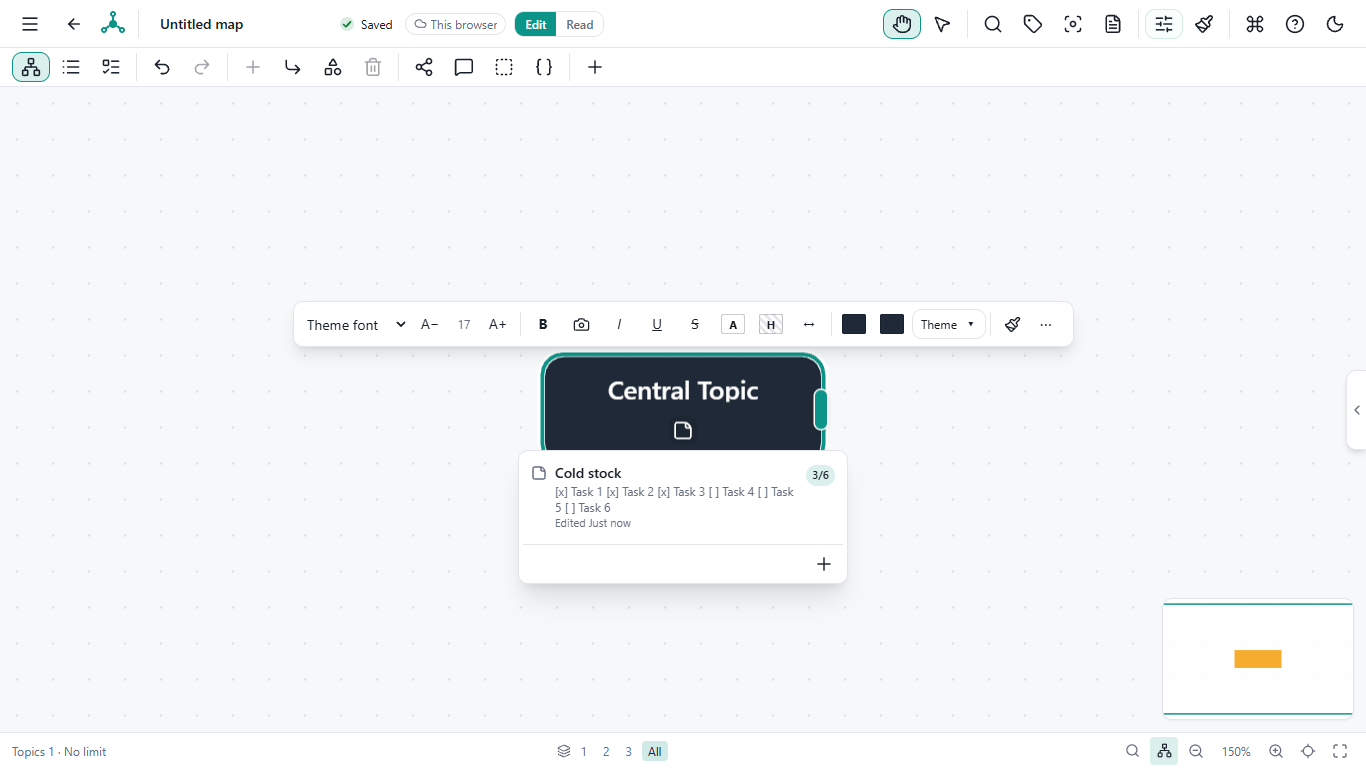 Untitled map
Saved
This browser
Edit
Read
Theme font
A−
17
A+
B
I
U
S
A
H
Theme
Central Topic
Cold stock
3/6
[x] Task 1 [x] Task 2 [x] Task 3 [ ] Task 4 [ ] Task
5 [ ] Task 6
Edited Just now
Topics 1 · No limit
1
2
3
All
150%